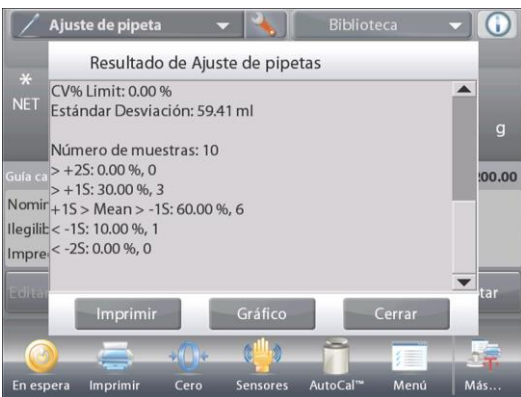 Ajuste de pipeta
Biblioteca
Resultado de Ajuste de pipetas
*
NET
g
CV% Limit: 0.00 %
Estándar Desviación: 59.41 ml
Número de muestras: 10
> +2S: 0.00 %, 0
> +1S: 30.00 %, 3
+1S > Mean > -1S: 60.00 %, 6
< -1S: 10.00 %, 1
< -2S: 0.00 %, 0
Guía ca
200.00
Nomin
Ilegilib
Impre
Editar
tar
Imprimir Gráfico Cerrar
En espera Imprimir Cero Sensores AutoCal™ Menú Más...